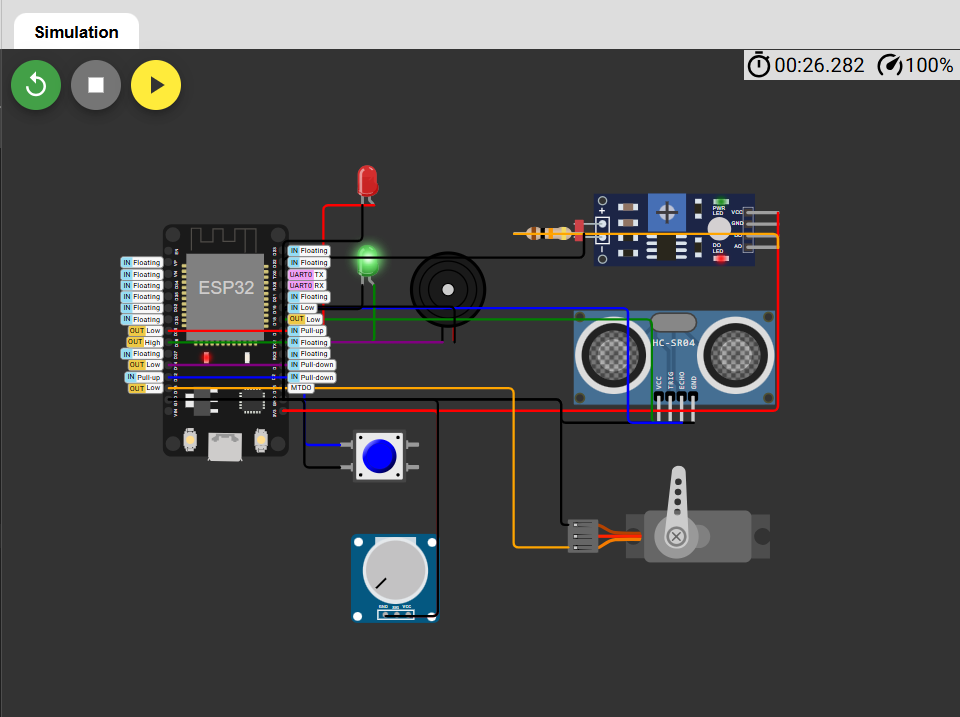 Simulation
00:26.282 100%
+
PWR
LED
VCC
GND
DO
LED
AO
−
ESP32
IN Floating
IN Floating
IN Floating
IN Floating
IN Floating
IN Floating
OUT Low
OUT High
IN Floating
OUT Low
IN Pull-up
OUT Low
IN Floating
IN Floating
UART0 TX
UART0 RX
IN Floating
IN Low
OUT Low
IN Pull-up
IN Floating
IN Floating
IN Pull-down
IN Pull-down
MTDO
HC-SR04
VCC
TRIG
ECHO
GND
GND SIG VCC